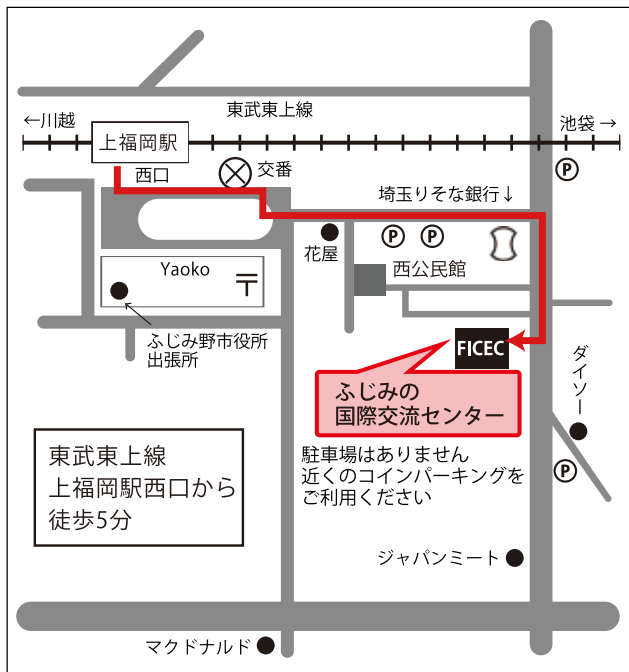 東武東上線
←川越
池袋→
上福岡駅
西口
交番
P
埼玉りそな銀行↓
花屋
P
P
西公民館
Yaoko
〒
ふじみ野市役所
出張所
FICEC
ダイソー
ふじみの
国際交流センター
東武東上線
上福岡駅西口から
徒歩5分
駐車場はありません
近くのコインパーキングを
ご利用ください
P
ジャパンミート
マクドナルド